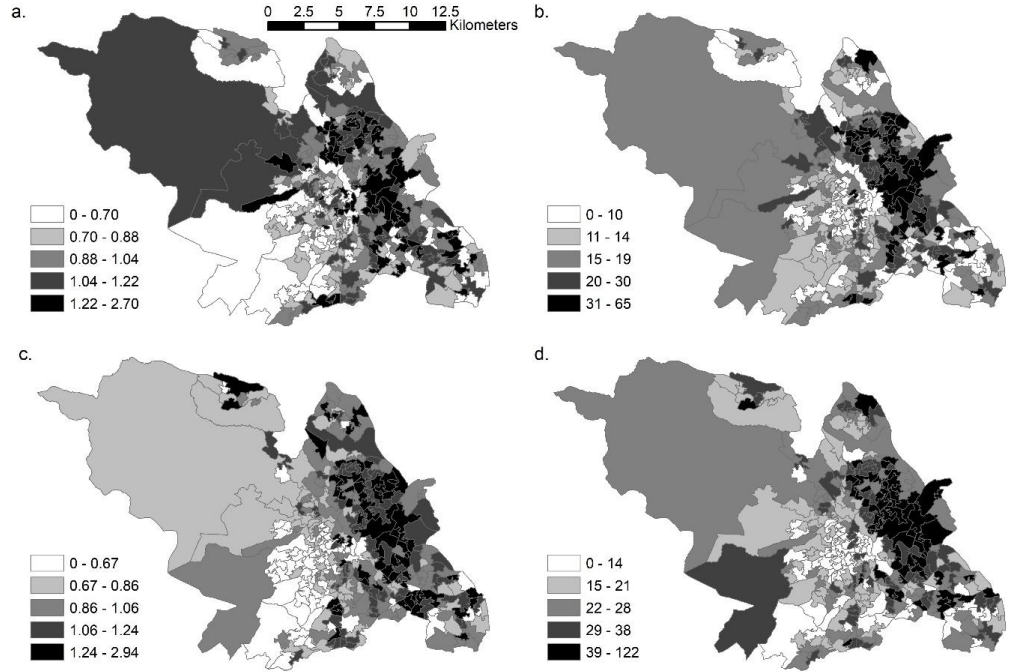 a.
0 2.5 5 7.5 10 12.5
Kilometers
b.
0 - 0.70
0.70 - 0.88
0.88 - 1.04
1.04 - 1.22
1.22 - 2.70
0 - 10
11 - 14
15 - 19
20 - 30
31 - 65
c.
d.
0 - 0.67
0.67 - 0.86
0.86 - 1.06
1.06 - 1.24
1.24 - 2.94
0 - 14
15 - 21
22 - 28
29 - 38
39 - 122